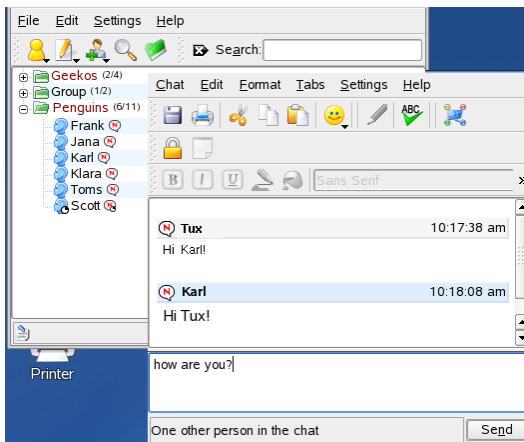 File Edit Settings Help
Search:
Geekos (2/4)
Group (1/2)
Penguins (6/11)
Frank
Jana
Karl
Klara
Toms
Scott
Chat Edit Format Tabs Settings Help
ABC
B I U Sans Serif »
N Tux 10:17:38 am
Hi Karl!
N Karl 10:18:08 am
Hi Tux!
Printer
how are you?
One other person in the chat Send